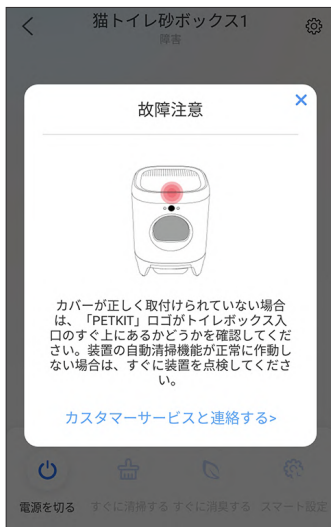 猫トイレ砂ボックス1
障害
故障注意
カバーが正しく取付けられていない場合
は、「PETKIT」ロゴがトイレボックス入
口のすぐ上にあるかどうかを確認してくだ
さい。装置の自動清掃機能が正常に作動し
ない場合は、すぐに装置を点検してくださ
い。
カスタマーサービスと連絡する>
電源を切る すぐに清掃する すぐに消臭する スマート設定